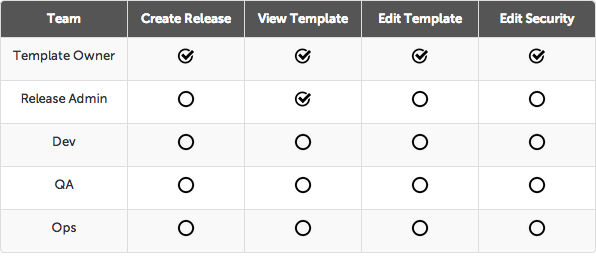 Team Create Release View Template Edit Template Edit Security
Template Owner
Release Admin
Dev
QA
Ops